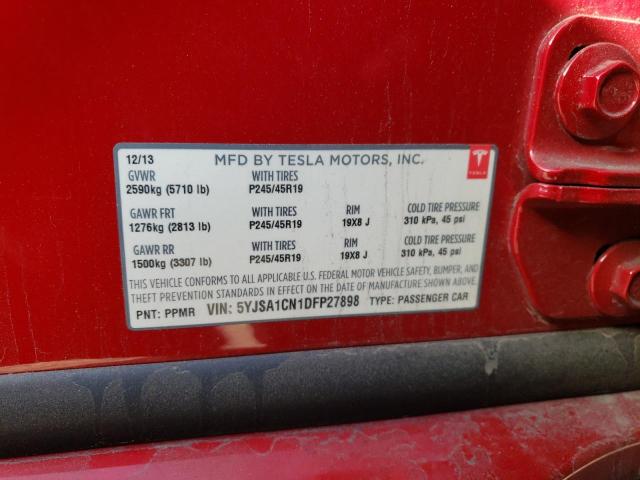 12/13 MFD BY TESLA MOTORS, INC. TESLA
GVWR WITH TIRES
2590kg (5710 lb) P245/45R19
GAWR FRT WITH TIRES RIM COLD TIRE PRESSURE
1276kg (2813 lb) P245/45R19 19X8 J 310 kPa, 45 psi
GAWR RR WITH TIRES RIM COLD TIRE PRESSURE
1500kg (3307 lb) P245/45R19 19X8 J 310 kPa, 45 psi
THIS VEHICLE CONFORMS TO ALL APPLICABLE U.S. FEDERAL MOTOR VEHICLE SAFETY, BUMPER, AND
THEFT PREVENTION STANDARDS IN EFFECT ON THE DATE OF MANUFACTURE SHOWN ABOVE.
PNT: PPMR VIN: 5YJSA1CN1DFP27898 TYPE: PASSENGER CAR